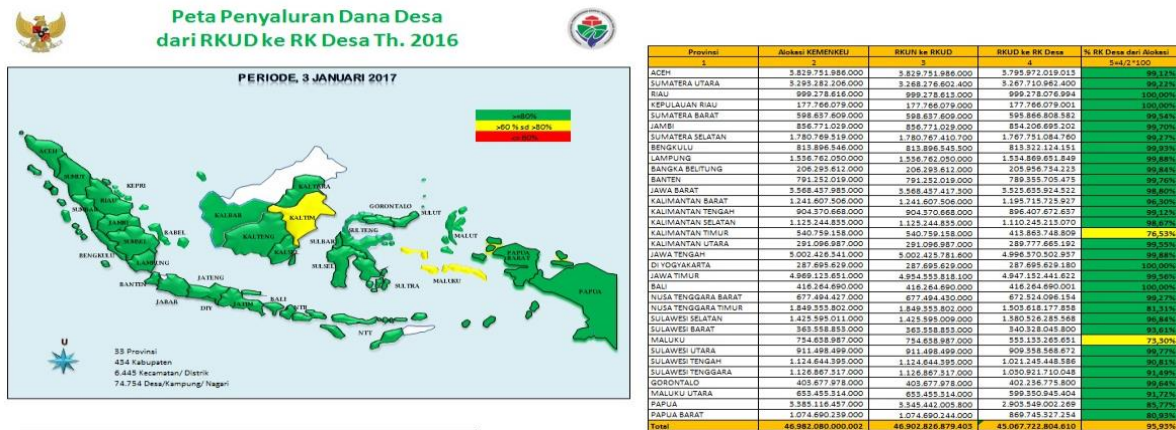 Peta Penyaluran Dana Desa
dari RKUD ke RK Desa Th. 2016
PERIODE, 3 JANUARI 2017
>=80%
>60 % sd >80%
<= 60%
ACEH
SUMUT
KEPRI
RIAU
SUMBAR
JAMBI
BABEL
SUMSEL
BENGKULU
LAMPUNG
BANTEN
JABAR
JATENG
DIY
JATIM
BALI
NTB
NTT
KALTARA
KALBAR
KALTIM
KALTENG
KALSEL
GORONTALO
SULUT
SULTENG
SULBAR
SULSEL
SULTRA
MALUT
MALUKU
PAPUA
BARAT
PAPUA
U
33 Provinsi
434 Kabupaten
6.445 Kecamatan/ Distrik
74.754 Desa/Kampung/ Nagari
Provinsi Alokasi KEMENKEU RKUN ke RKUD RKUD ke RK Desa % RK Desa dari Alokasi
1 2 3 4 5=4/2*100
ACEH 3.829.751.986.000 3.829.751.986.000 3.795.972.019.013 99,12%
SUMATERA UTARA 3.293.282.206.000 3.268.276.602.400 3.267.710.962.400 99,22%
RIAU 999.278.616.000 999.278.613.000 999.278.076.994 100,00%
KEPULAUAN RIAU 177.766.079.000 177.766.079.000 177.766.079.001 100,00%
SUMATERA BARAT 598.637.609.000 598.637.609.000 595.866.808.582 99,54%
JAMBI 856.771.029.000 856.771.029.000 854.206.695.202 99,70%
SUMATERA SELATAN 1.780.769.519.000 1.780.767.410.700 1.767.751.084.760 99,27%
BENGKULU 813.896.546.000 813.896.545.500 813.322.124.151 99,93%
LAMPUNG 1.536.762.050.000 1.536.762.050.000 1.534.869.651.849 99,88%
BANGKA BELITUNG 206.293.612.000 206.293.612.000 205.956.734.223 99,84%
BANTEN 791.252.019.000 791.252.019.000 789.355.705.475 99,76%
JAWA BARAT 3.568.437.985.000 3.568.437.417.300 3.525.635.924.522 98,80%
KALIMANTAN BARAT 1.241.607.506.000 1.241.607.506.000 1.195.715.725.927 96,30%
KALIMANTAN TENGAH 904.370.668.000 904.370.668.000 896.407.672.637 99,12%
KALIMANTAN SELATAN 1.125.244.835.000 1.125.244.835.000 1.110.245.213.070 98,67%
KALIMANTAN TIMUR 540.759.158.000 540.759.158.000 413.863.748.809 76,53%
KALIMANTAN UTARA 291.096.987.000 291.096.987.000 289.777.665.192 99,55%
JAWA TENGAH 5.002.426.341.000 5.002.425.781.600 4.996.370.502.937 99,88%
DI YOGYAKARTA 287.695.629.000 287.695.629.000 287.695.629.180 100,00%
JAWA TIMUR 4.969.123.651.000 4.954.553.818.100 4.947.152.441.622 99,56%
BALI 416.264.690.000 416.264.690.000 416.264.690.001 100,00%
NUSA TENGGARA BARAT 677.494.427.000 677.494.430.000 672.524.096.154 99,27%
NUSA TENGGARA TIMUR 1.849.353.802.000 1.849.353.802.000 1.503.618.177.858 81,31%
SULAWESI SELATAN 1.425.595.011.000 1.425.595.009.000 1.380.526.285.568 96,84%
SULAWESI BARAT 363.558.853.000 363.558.853.000 340.328.045.800 93,61%
MALUKU 754.638.987.000 754.638.987.000 553.133.265.651 73,30%
SULAWESI UTARA 911.498.499.000 911.498.499.000 909.358.568.672 99,77%
SULAWESI TENGAH 1.124.644.395.000 1.124.644.395.000 1.021.245.448.586 90,81%
SULAWESI TENGGARA 1.126.867.317.000 1.126.867.317.000 1.030.921.710.048 91,49%
GORONTALO 403.677.978.000 403.677.978.000 402.236.775.800 99,64%
MALUKU UTARA 653.455.314.000 653.455.314.000 599.350.945.404 91,72%
PAPUA 3.385.116.457.000 3.345.442.005.800 2.903.549.002.269 85,77%
PAPUA BARAT 1.074.690.239.000 1.074.690.244.000 869.745.327.254 80,93%
Total 46.982.080.000.002 46.902.826.879.403 45.067.722.804.610 95,93%